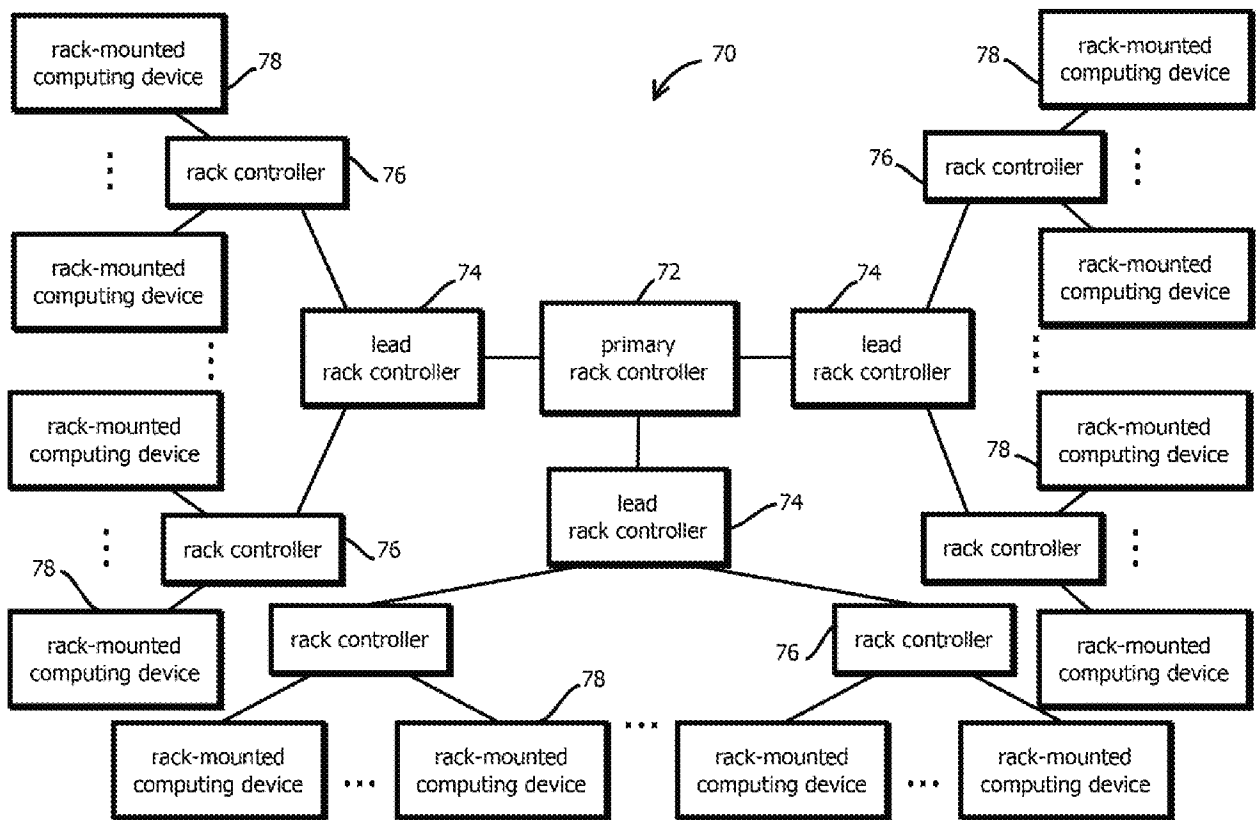 rack-mounted
computing device
78
70
78
rack-mounted
computing device
rack controller
76
76
rack controller
rack-mounted
computing device
74
72
74
rack-mounted
computing device
lead
rack controller
primary
rack controller
lead
rack controller
rack-mounted
computing device
78
rack-mounted
computing device
lead
rack controller
74
rack controller
76
rack controller
78
rack-mounted
computing device
rack controller
76
rack controller
rack-mounted
computing device
78
rack-mounted
computing device
rack-mounted
computing device
rack-mounted
computing device
rack-mounted
computing device